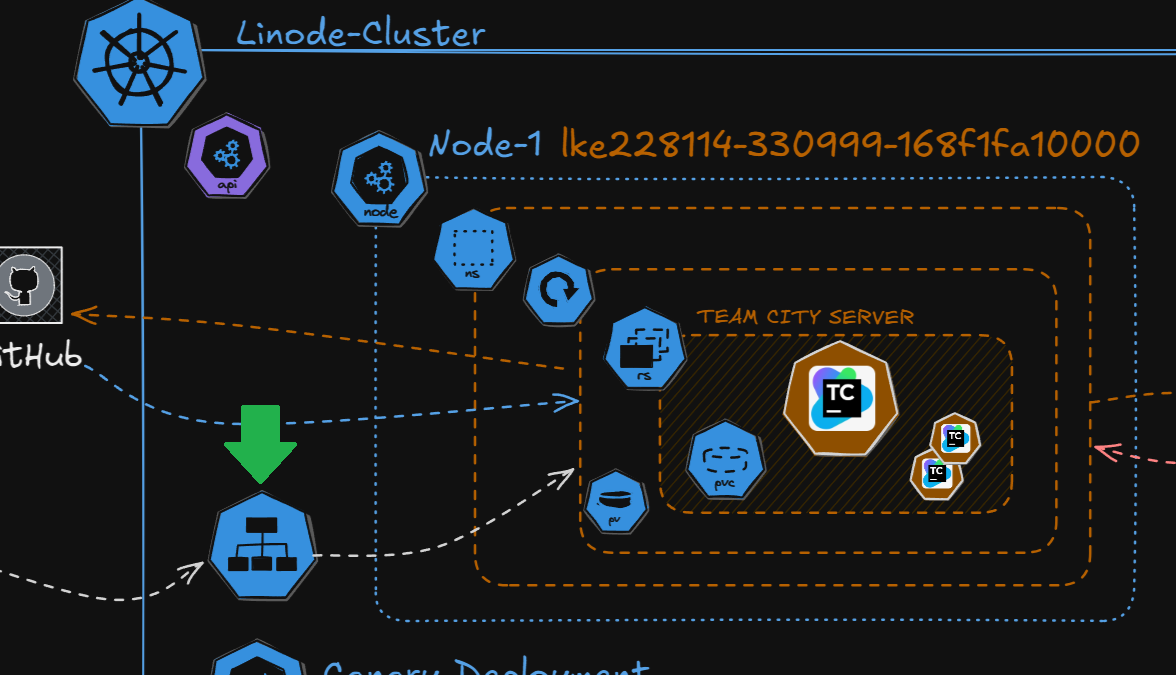 Linode-Cluster
api
Node-1 lke228114-330999-168f1fa10000
node
ns
TEAM CITY SERVER
rs
TC
itHub
TC
pvc
TC
pv
Canary Deployment